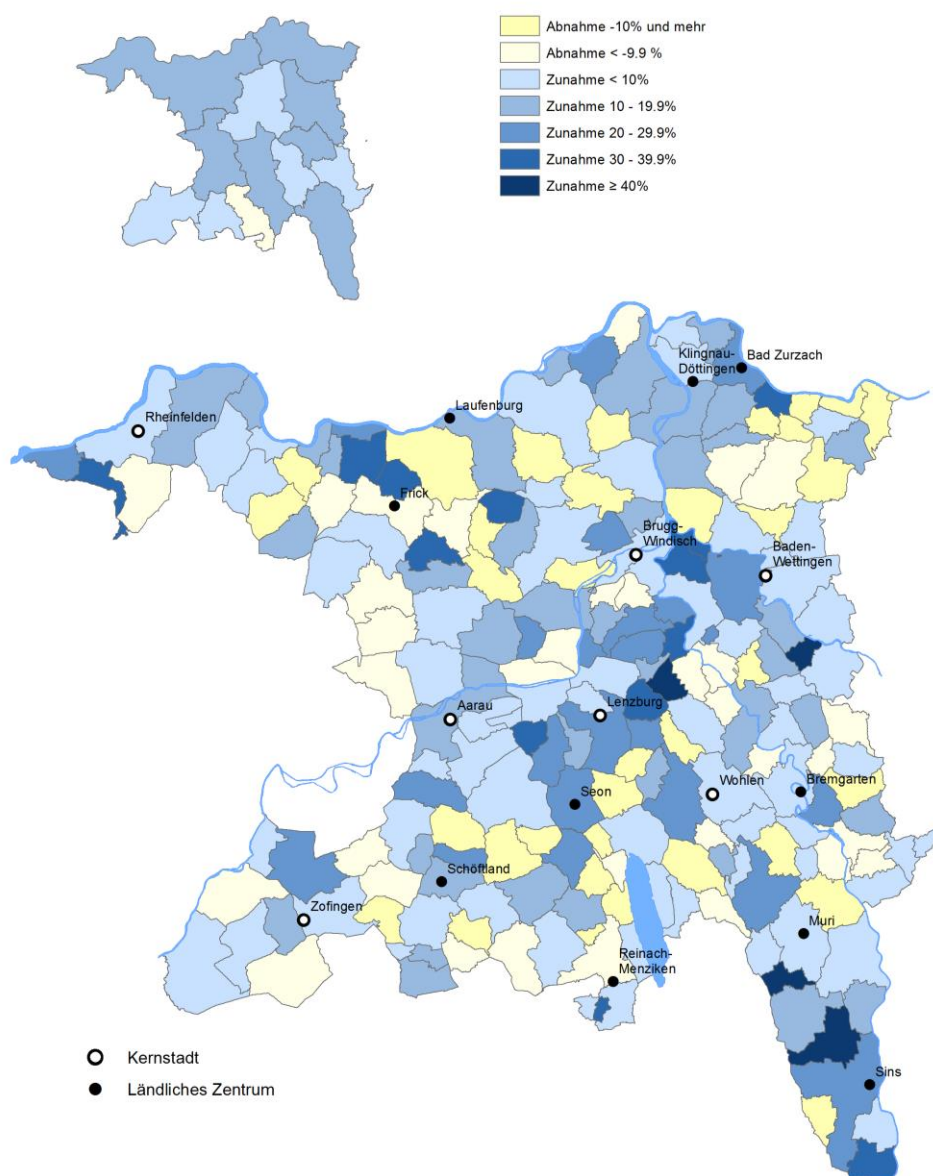 Abnahme -10% und mehr
Abnahme < -9.9 %
Zunahme < 10%
Zunahme 10 - 19.9%
Zunahme 20 - 29.9%
Zunahme 30 - 39.9%
Zunahme ≥ 40%
Klingnau-
Döttingen
Bad Zurzach
Laufenburg
Rheinfelden
Frick
Brugg-
Windisch
Baden-
Wettingen
Aarau
Lenzburg
Seon
Wohlen
Bremgarten
Schöftland
Zofingen
Muri
Reinach-
Menziken
Sins
Kernstadt
Ländliches Zentrum